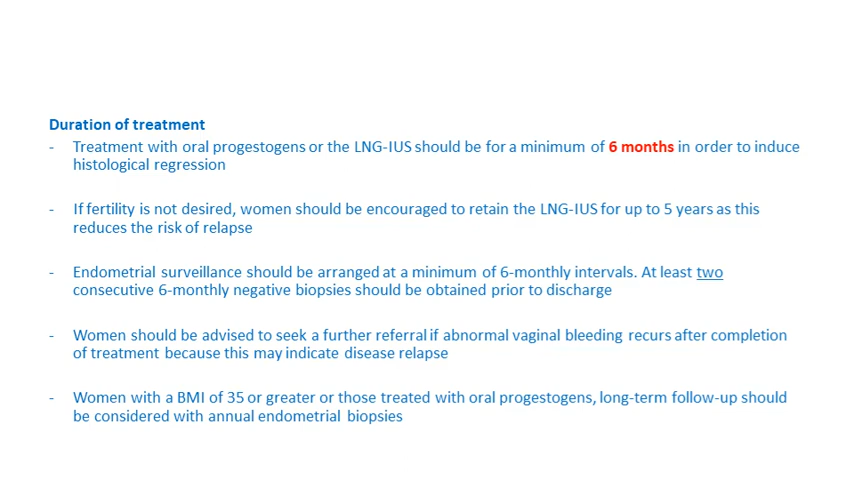 Duration of treatment
- Treatment with oral progestogens or the LNG-IUS should be for a minimum of 6 months in order to induce
histological regression
- If fertility is not desired, women should be encouraged to retain the LNG-IUS for up to 5 years as this
reduces the risk of relapse
- Endometrial surveillance should be arranged at a minimum of 6-monthly intervals. At least two
consecutive 6-monthly negative biopsies should be obtained prior to discharge
- Women should be advised to seek a further referral if abnormal vaginal bleeding recurs after completion
of treatment because this may indicate disease relapse
- Women with a BMI of 35 or greater or those treated with oral progestogens, long-term follow-up should
be considered with annual endometrial biopsies